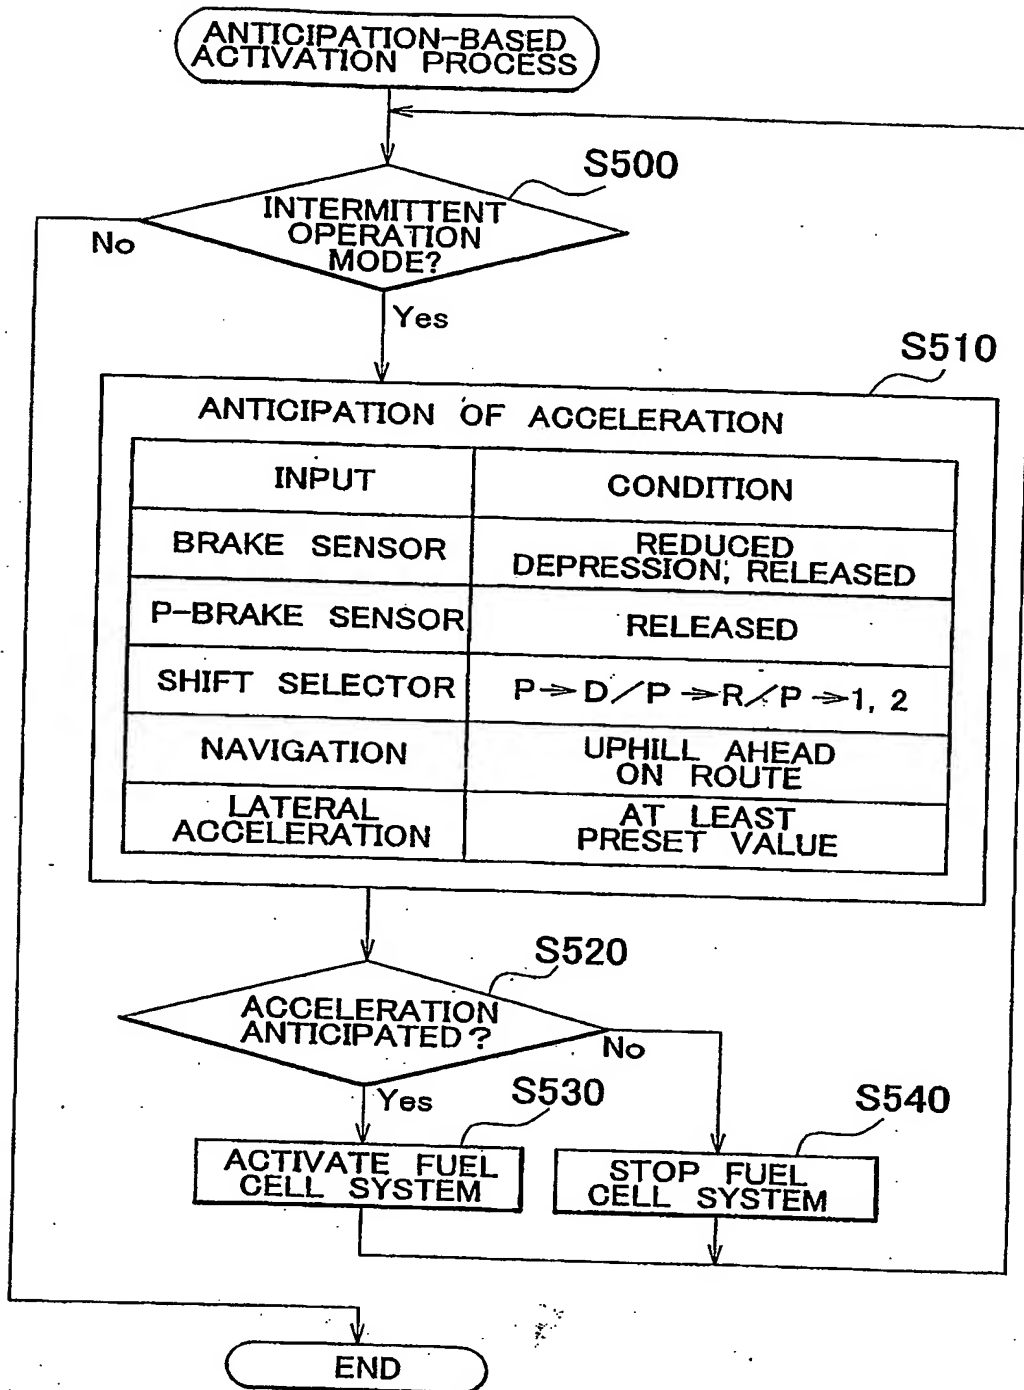 ANTICIPATION-BASED
ACTIVATION PROCESS
S500
INTERMITTENT
OPERATION
MODE?
No
Yes
S510
ANTICIPATION OF ACCELERATION
INPUT
CONDITION
BRAKE SENSOR
REDUCED
DEPRESSION, RELEASED
P-BRAKE SENSOR
RELEASED
SHIFT SELECTOR
P→D/P→R/P→1, 2
NAVIGATION
UPHILL AHEAD
ON ROUTE
LATERAL
ACCELERATION
AT LEAST
PRESET VALUE
S520
ACCELERATION
ANTICIPATED?
No
Yes
S530
S540
ACTIVATE FUEL
CELL SYSTEM
STOP FUEL
CELL SYSTEM
END